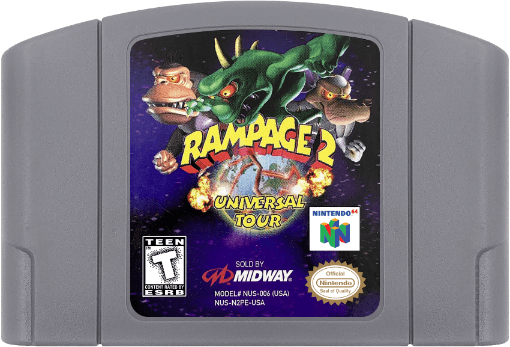 RAMPAGE 2
UNIVERSAL
TOUR
NINTENDO 64
N
TEEN
T
CONTENT RATED BY
ESRB
SOLD BY
MIDWAY
MODEL# NUS-006 (USA)
NUS-N2PE-USA
Official
Nintendo
Seal of Quality